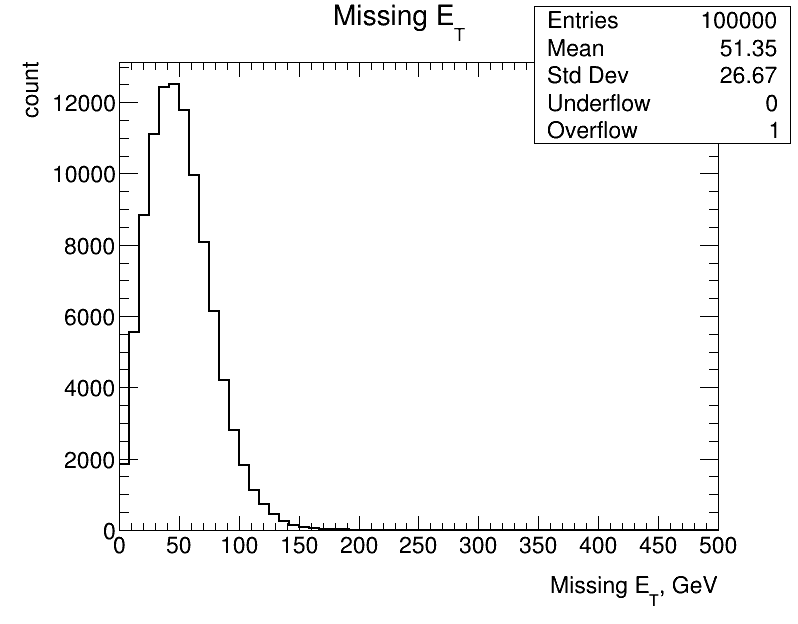 Missing E_T
Entries 100000
Mean 51.35
Std Dev 26.67
Underflow 0
Overflow 1
count
12000
10000
8000
6000
4000
2000
0
0 50 100 150 200 250 300 350 400 450 500
Missing E_T, GeV